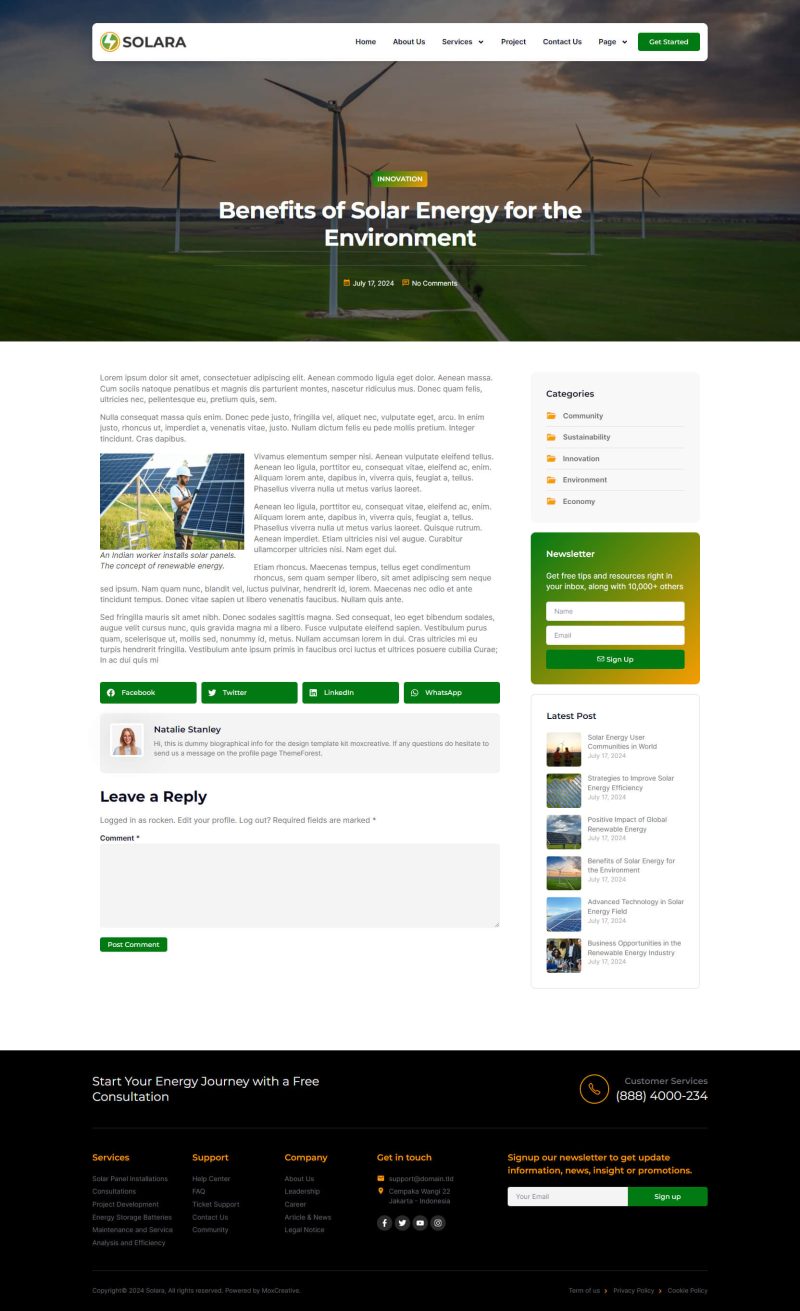 SOLARA
Home About Us Services Project Contact Us Page Get Started
INNOVATION
Benefits of Solar Energy for the
Environment
July 17, 2024 No Comments
Lorem ipsum dolor sit amet, consectetuer adipiscing elit. Aenean commodo ligula eget dolor. Aenean massa.
Cum sociis natoque penatibus et magnis dis parturient montes, nascetur ridiculus mus. Donec quam felis,
ultricies nec, pellentesque eu, pretium quis, sem.
Nulla consequat massa quis enim. Donec pede justo, fringilla vel, aliquet nec, vulputate eget, arcu. In enim
justo, rhoncus ut, imperdiet a, venenatis vitae, justo. Nullam dictum felis eu pede mollis pretium. Integer
tincidunt. Cras dapibus.
Vivamus elementum semper nisi. Aenean vulputate eleifend tellus.
Aenean leo ligula, porttitor eu, consequat vitae, eleifend ac, enim.
Aliquam lorem ante, dapibus in, viverra quis, feugiat a, tellus.
Phasellus viverra nulla ut metus varius laoreet.
Aenean leo ligula, porttitor eu, consequat vitae, eleifend ac, enim.
Aliquam lorem ante, dapibus in, viverra quis, feugiat a, tellus.
Phasellus viverra nulla ut metus varius laoreet. Quisque rutrum.
Aenean imperdiet. Etiam ultricies nisi vel augue. Curabitur
ullamcorper ultricies nisi. Nam eget dui.
An Indian worker installs solar panels.
The concept of renewable energy.
Etiam rhoncus. Maecenas tempus, tellus eget condimentum
rhoncus, sem quam semper libero, sit amet adipiscing sem neque
sed ipsum. Nam quam nunc, blandit vel, luctus pulvinar, hendrerit id, lorem. Maecenas nec odio et ante
tincidunt tempus. Donec vitae sapien ut libero venenatis faucibus. Nullam quis ante.
Sed fringilla mauris sit amet nibh. Donec sodales sagittis magna. Sed consequat, leo eget bibendum sodales,
augue velit cursus nunc, quis gravida magna mi a libero. Fusce vulputate eleifend sapien. Vestibulum purus
quam, scelerisque ut, mollis sed, nonummy id, metus. Nullam accumsan lorem in dui. Cras ultricies mi eu
turpis hendrerit fringilla. Vestibulum ante ipsum primis in faucibus orci luctus et ultrices posuere cubilia Curae;
In ac dui quis mi
Facebook Twitter LinkedIn WhatsApp
Natalie Stanley
Hi, this is dummy biographical info for the design template kit moxcreative. If any questions do hesitate to
send us a message on the profile page ThemeForest.
Leave a Reply
Logged in as rocken. Edit your profile. Log out? Required fields are marked *
Comment *
Post Comment
Categories
Community
Sustainability
Innovation
Environment
Economy
Newsletter
Get free tips and resources right in
your inbox, along with 10,000+ others
Name
Email
Sign Up
Latest Post
Solar Energy User
Communities in World
July 17, 2024
Strategies to Improve Solar
Energy Efficiency
July 17, 2024
Positive Impact of Global
Renewable Energy
July 17, 2024
Benefits of Solar Energy for
the Environment
July 17, 2024
Advanced Technology in Solar
Energy Field
July 17, 2024
Business Opportunities in the
Renewable Energy Industry
July 17, 2024
Start Your Energy Journey with a Free
Consultation
Customer Services
(888) 4000-234
Services
Solar Panel Installations
Consultations
Project Development
Energy Storage Batteries
Maintenance and Service
Analysis and Efficiency
Support
Help Center
FAQ
Ticket Support
Contact Us
Community
Company
About Us
Leadership
Career
Article & News
Legal Notice
Get in touch
support@domain.tld
Cempaka Wangi 22
Jakarta - Indonesia
Signup our newsletter to get update
information, news, insight or promotions.
Your Email Sign up
Copyright© 2024 Solara, All rights reserved. Powered by MoxCreative.
Term of us Privacy Policy Cookie Policy